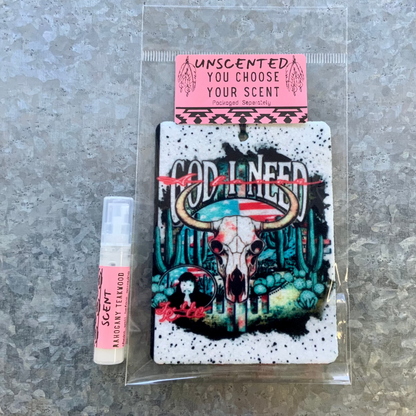 UNSCENTED
YOU CHOOSE
YOUR SCENT
Packaged Separately
GOD I NEED
SCENT
MAHOGANY TEAKWOOD